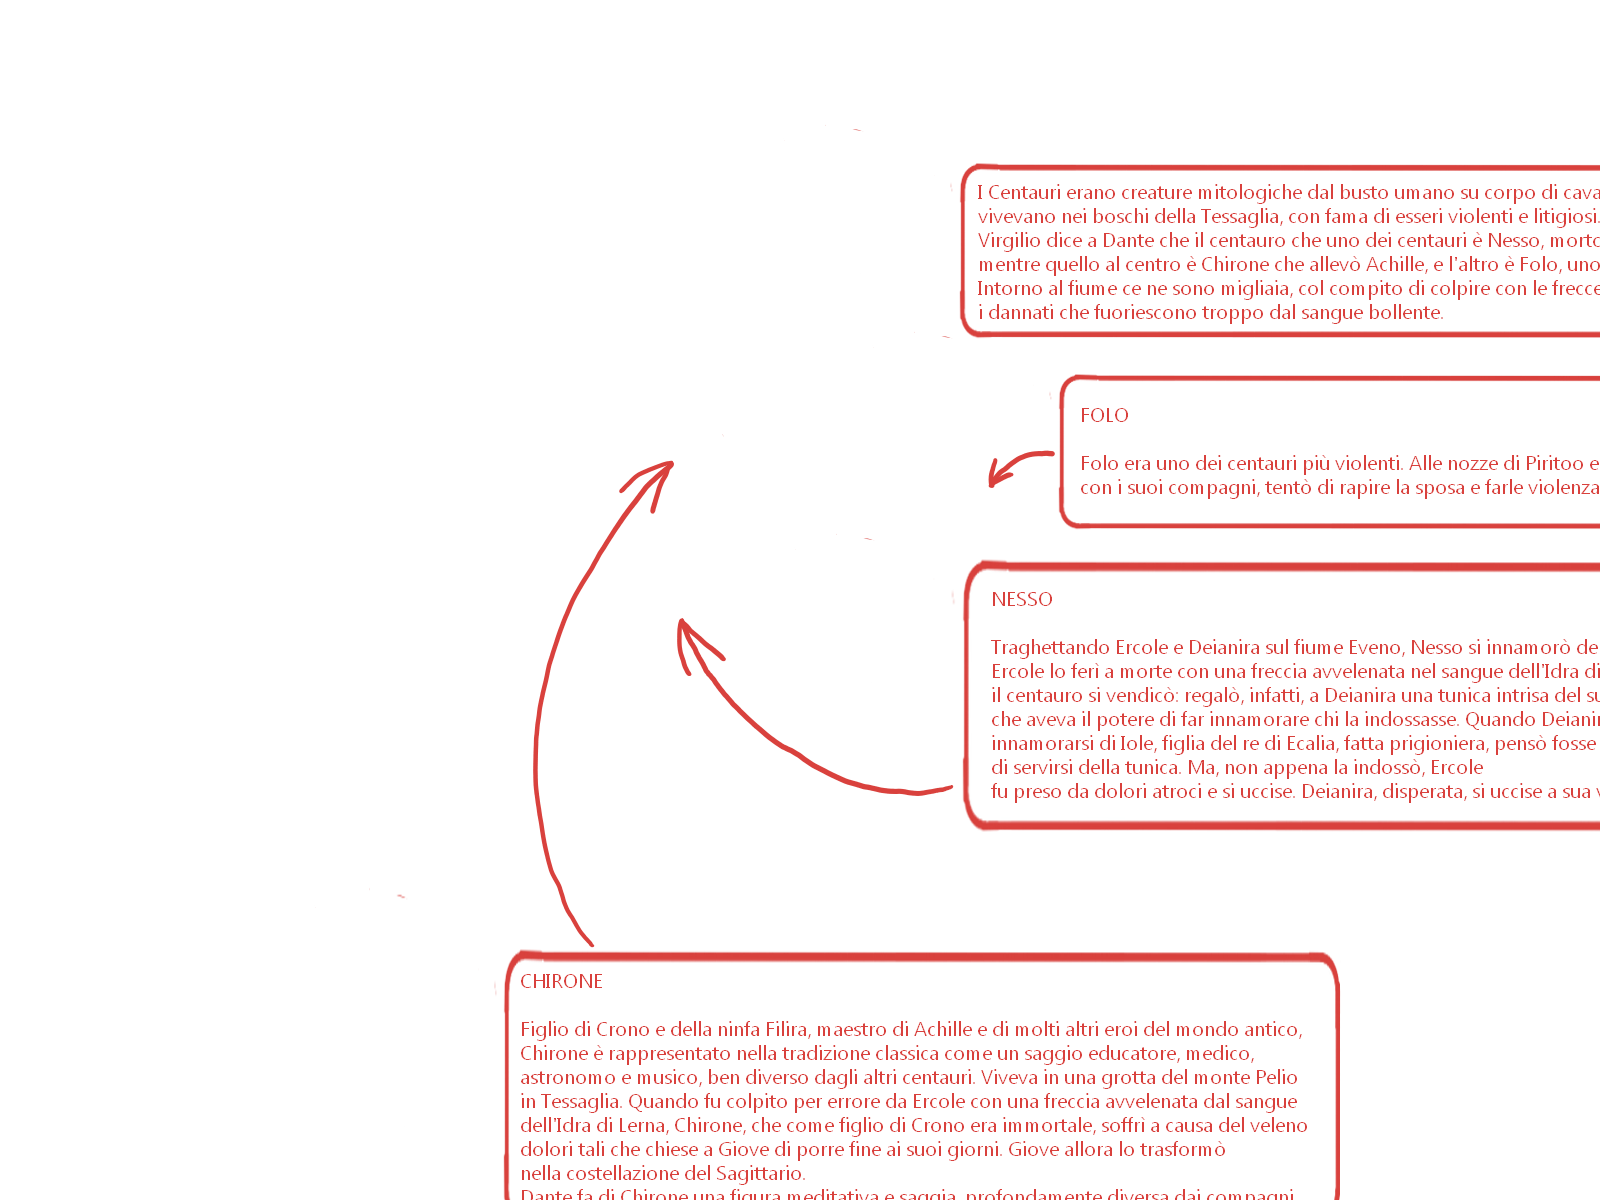 I Centauri erano creature mitologiche dal busto umano su corpo di
vivevano nei boschi della Tessaglia, con fama di esseri violenti e litigiosi.
Virgilio dice a Dante che il centauro che uno dei centauri è Nesso, morto
mentre quello al centro è Chirone che allevò Achille, e l'altro è Folo, uno
Intorno al fiume ce ne sono migliaia, col compito di colpire con le frecce
i dannati che fuoriescono troppo dal sangue bollente.
FOLO
Folo era uno dei centauri più violenti. Alle nozze di Piritoo e
con i suoi compagni, tentò di rapire la sposa e farle violenza
NESSO
Traghettando Ercole e Deianira sul fiume Eveno, Nesso si innamorò
Ercole lo ferì a morte con una freccia avvelenata nel sangue dell'Idra di
il centauro si vendicò: regalò, infatti, a Deianira una tunica intrisa del
che aveva il potere di far innamorare chi la indossasse. Quando
innamorarsi di Iole, figlia del re di Ecalia, fatta prigioniera, pensò fosse
di servirsi della tunica. Ma, non appena la indossò, Ercole
fu preso da dolori atroci e si uccise. Deianira, disperata, si uccise a sua
CHIRONE
Figlio di Crono e della ninfa Filira, maestro di Achille e di molti altri eroi del mondo antico,
Chirone è rappresentato nella tradizione classica come un saggio educatore, medico,
astronomo e musico, ben diverso dagli altri centauri. Viveva in una grotta del monte Pelio
in Tessaglia. Quando fu colpito per errore da Ercole con una freccia avvelenata dal sangue
dell'Idra di Lerna, Chirone, che come figlio di Crono era immortale, soffrì a causa del veleno
dolori tali che chiese a Giove di porre fine ai suoi giorni. Giove allora lo trasformò
nella costellazione del Sagittario.
Dante fa di Chirone una figura meditativa e saggia, profondamente diversa dai compagni